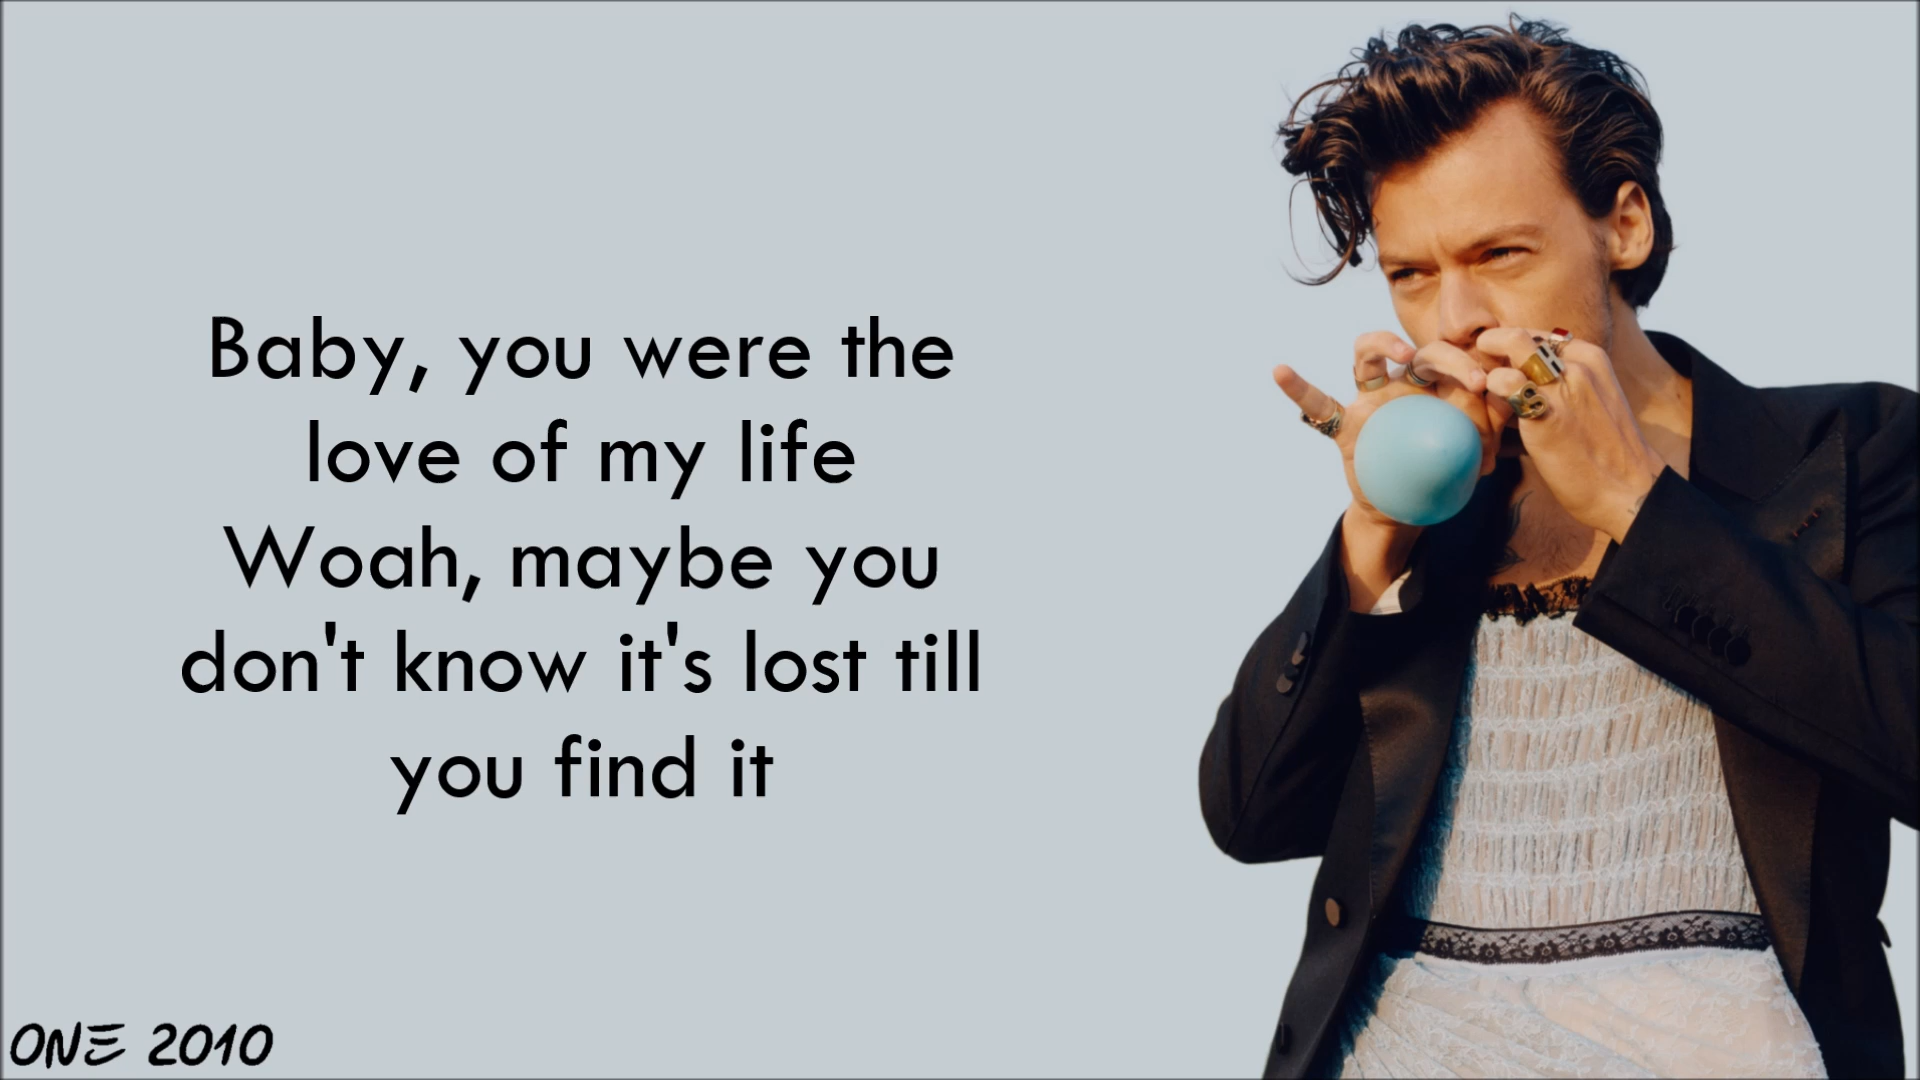 Baby, you were the
love of my life
Woah, maybe you
don't know it's lost till
you find it
ONE 2010